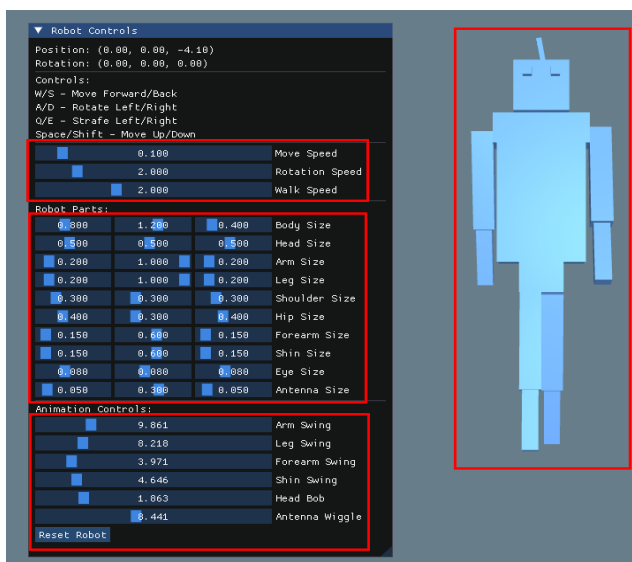 ▼ Robot Controls
Position: (0.00, 0.00, -4.10)
Rotation: (0.00, 0.00, 0.00)
Controls:
W/S - Move Forward/Back
A/D - Rotate Left/Right
Q/E - Strafe Left/Right
Space/Shift - Move Up/Down
0.100 Move Speed
2.000 Rotation Speed
2.000 Walk Speed
Robot Parts:
0.800 1.200 0.400 Body Size
0.500 0.500 0.500 Head Size
0.200 1.000 0.200 Arm Size
0.200 1.000 0.200 Leg Size
0.300 0.300 0.300 Shoulder Size
0.400 0.300 0.400 Hip Size
0.150 0.600 0.150 Forearm Size
0.150 0.600 0.150 Shin Size
0.080 0.080 0.080 Eye Size
0.050 0.300 0.050 Antenna Size
Animation Controls:
9.861 Arm Swing
8.218 Leg Swing
3.971 Forearm Swing
4.646 Shin Swing
1.863 Head Bob
8.441 Antenna Wiggle
Reset Robot